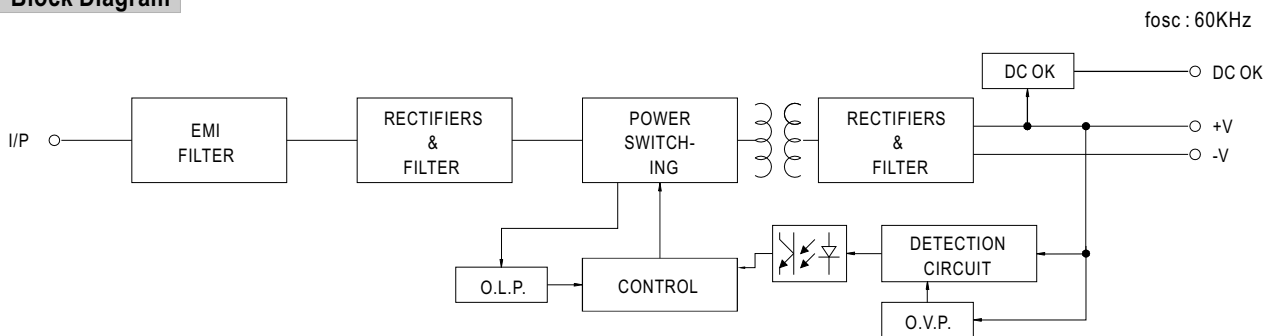 Block Diagram
fosc : 60KHz
DC OK
DC OK
I/P
EMI
FILTER
RECTIFIERS
&
FILTER
POWER
SWITCH-
ING
RECTIFIERS
&
FILTER
+V
-V
O.L.P.
CONTROL
DETECTION
CIRCUIT
O.V.P.